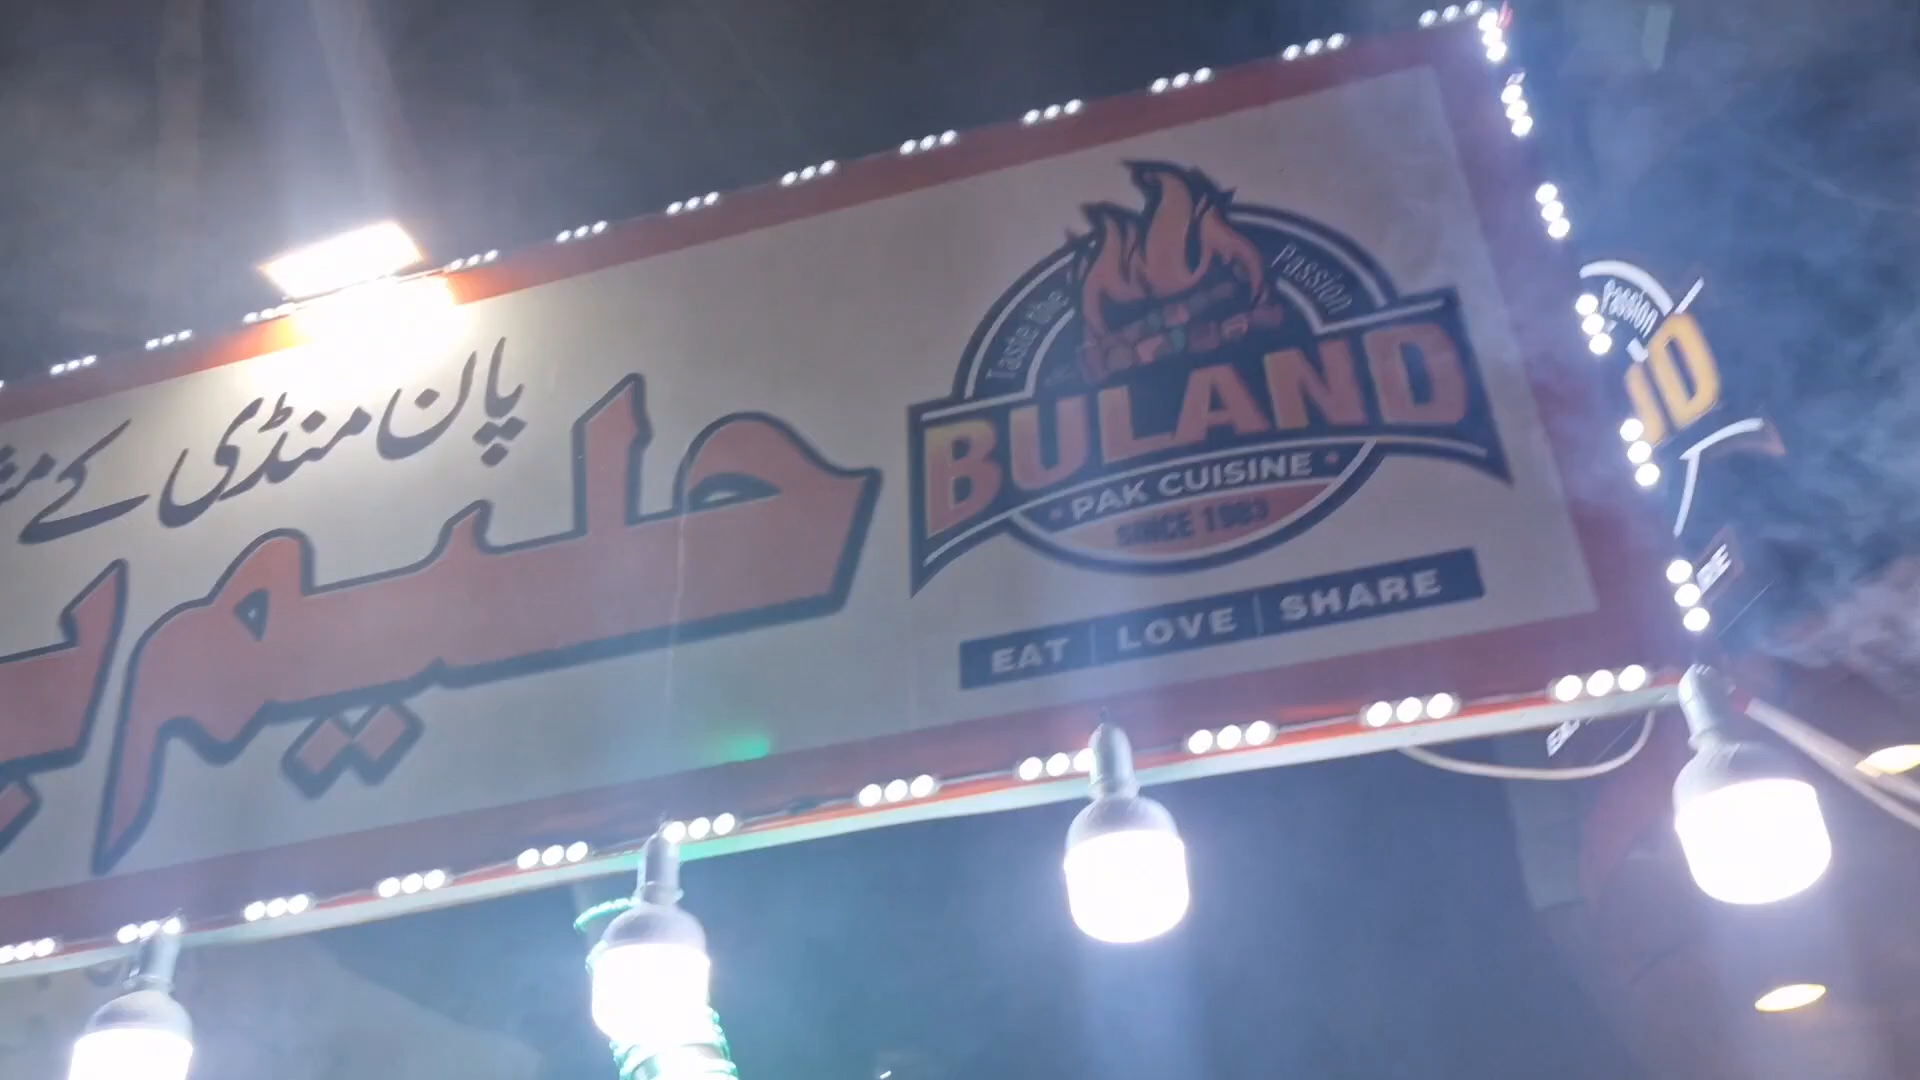 پان منڈی کے
حلیم
Taste the Passion
BULAND
PAK CUISINE
SINCE 1983
EAT | LOVE | SHARE
Passion